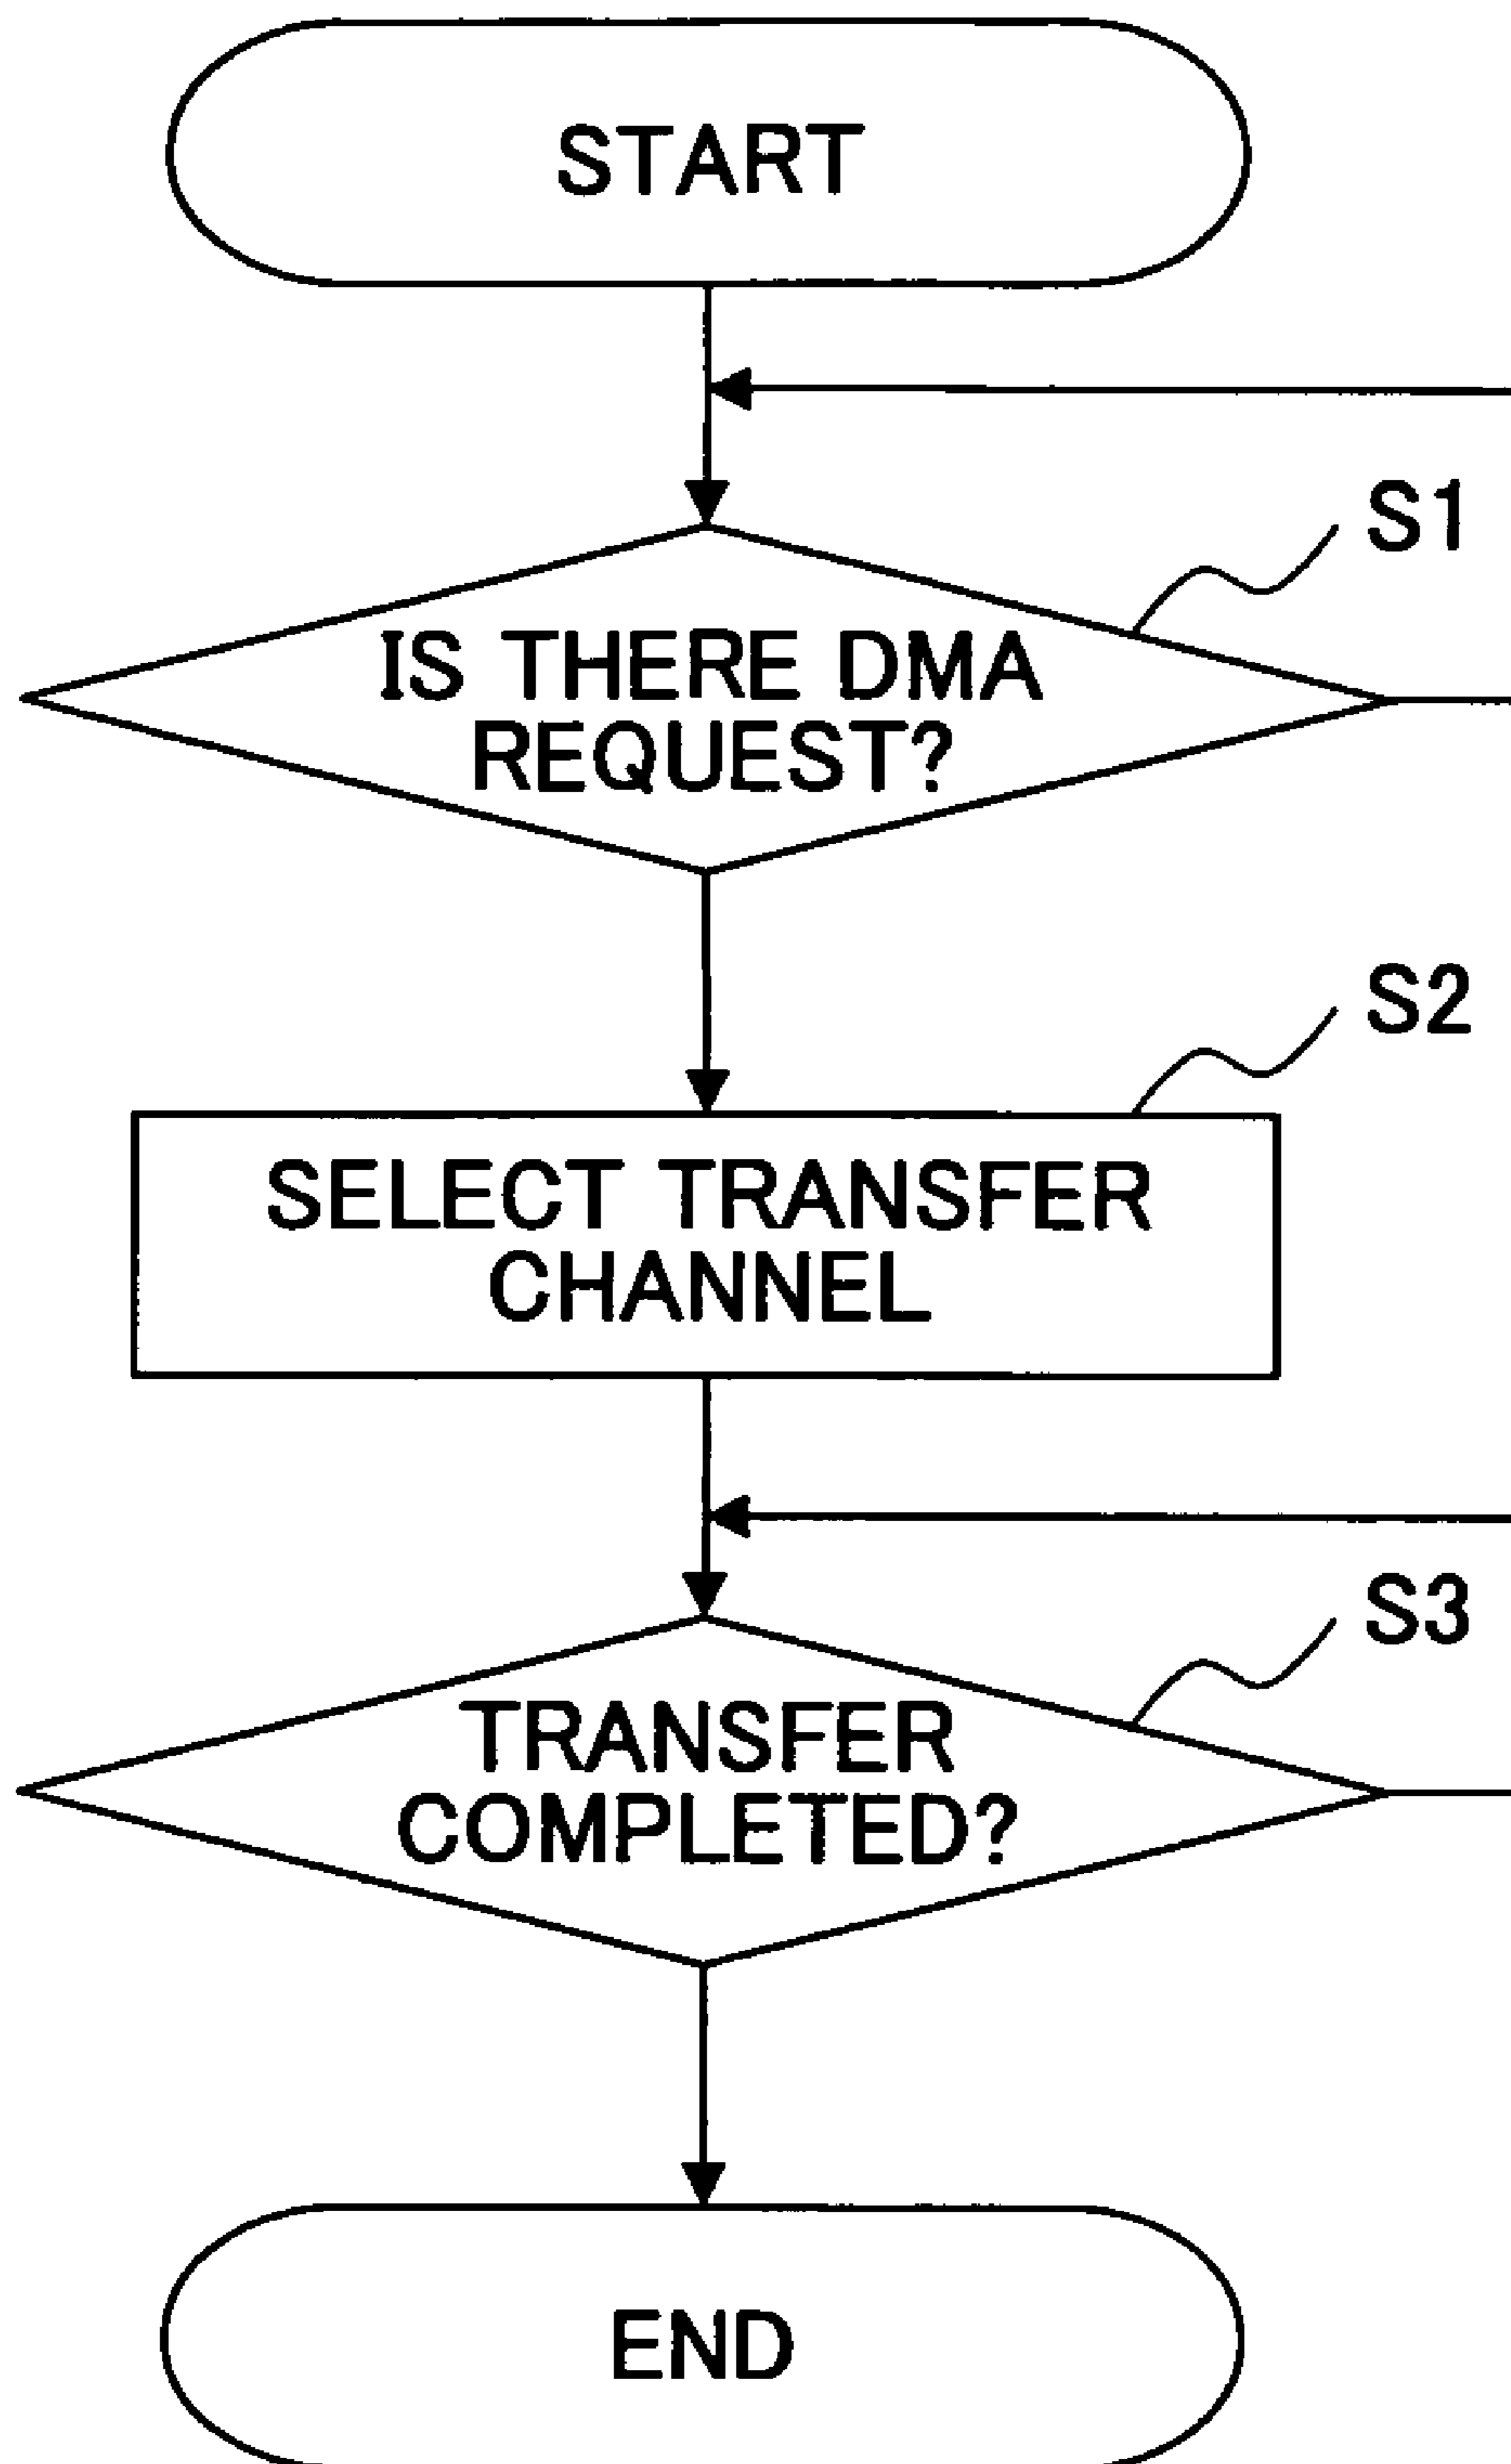 START
S1
IS THERE DMA
REQUEST?
S2
SELECT TRANSFER
CHANNEL
S3
TRANSFER
COMPLETED?
END